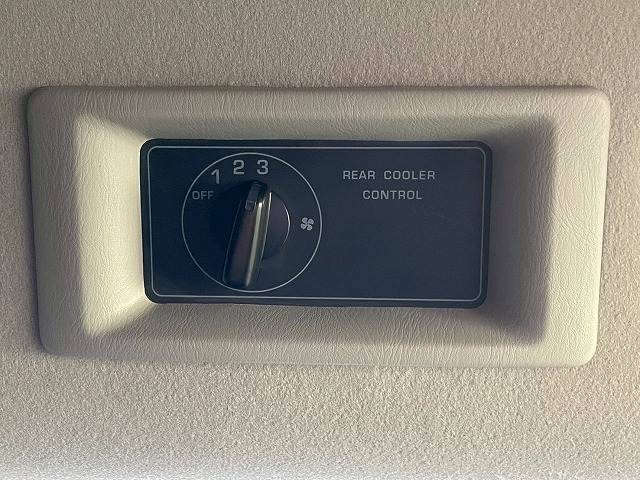 OFF 1 2 3
REAR COOLER
CONTROL